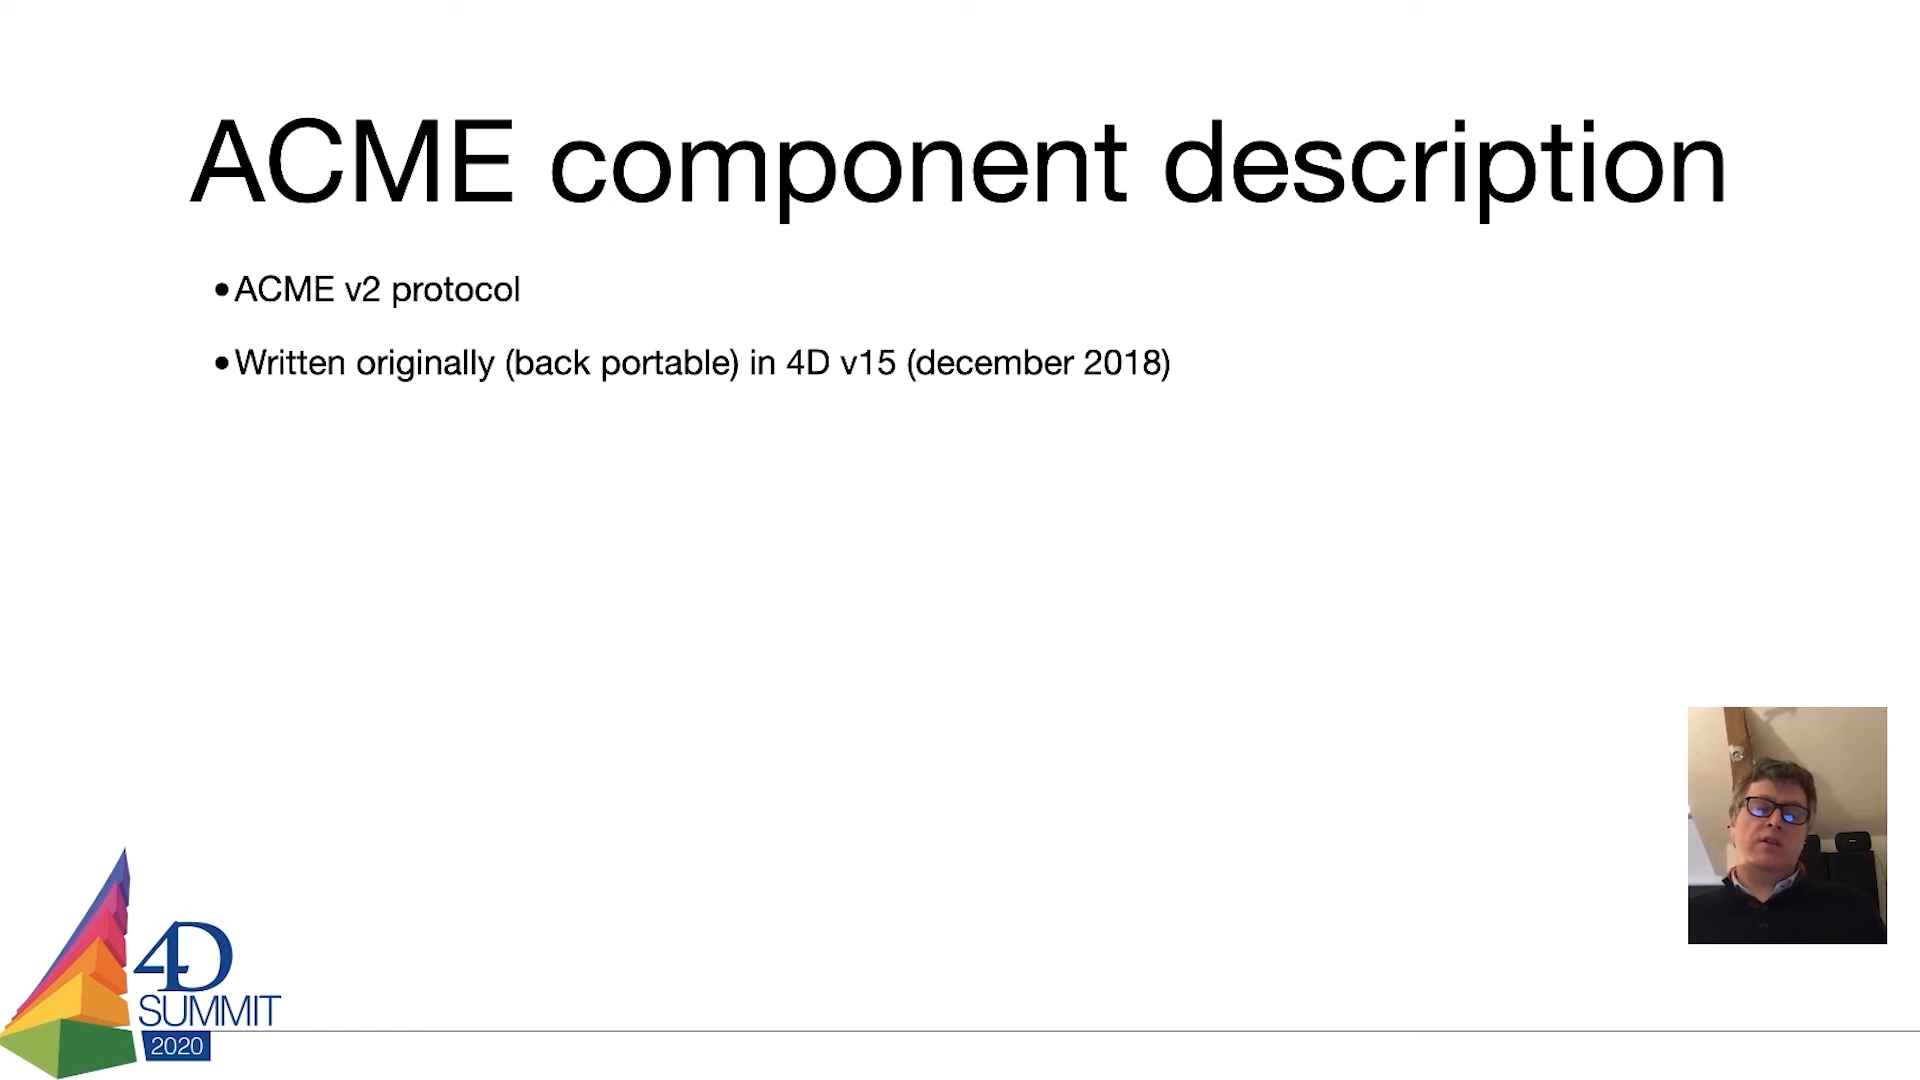 ACME component description
•ACME v2 protocol
•Written originally (back portable) in 4D v15 (december 2018)
4D
SUMMIT
2020